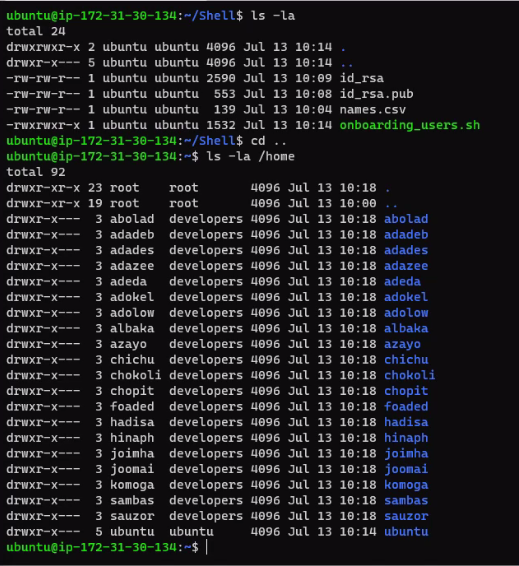 ubuntu@ip-172-31-30-134:~/Shell$ ls -la
total 24
drwxrwxr-x 2 ubuntu ubuntu 4096 Jul 13 10:14 .
drwxr-x--- 5 ubuntu ubuntu 4096 Jul 13 10:14 ..
-rw-rw-r-- 1 ubuntu ubuntu 2590 Jul 13 10:09 id_rsa
-rw-rw-r-- 1 ubuntu ubuntu  553 Jul 13 10:08 id_rsa.pub
-rw-rw-r-- 1 ubuntu ubuntu  139 Jul 13 10:04 names.csv
-rwxrwxr-x 1 ubuntu ubuntu 1532 Jul 13 10:14 onboarding_users.sh
ubuntu@ip-172-31-30-134:~/Shell$ cd ..
ubuntu@ip-172-31-30-134:~$ ls -la /home
total 92
drwxr-xr-x 23 root   root       4096 Jul 13 10:18 .
drwxr-xr-x 19 root   root       4096 Jul 13 10:00 ..
drwxr-x---  3 abolad  developers 4096 Jul 13 10:18 abolad
drwxr-x---  3 adadeb  developers 4096 Jul 13 10:18 adadeb
drwxr-x---  3 adades  developers 4096 Jul 13 10:18 adades
drwxr-x---  3 adazee  developers 4096 Jul 13 10:18 adazee
drwxr-x---  3 adeda   developers 4096 Jul 13 10:18 adeda
drwxr-x---  3 adokel  developers 4096 Jul 13 10:18 adokel
drwxr-x---  3 adolow  developers 4096 Jul 13 10:18 adolow
drwxr-x---  3 albaka  developers 4096 Jul 13 10:18 albaka
drwxr-x---  3 azayo   developers 4096 Jul 13 10:18 azayo
drwxr-x---  3 chichu  developers 4096 Jul 13 10:18 chichu
drwxr-x---  3 chokoli developers 4096 Jul 13 10:18 chokoli
drwxr-x---  3 chopit  developers 4096 Jul 13 10:18 chopit
drwxr-x---  3 foaded  developers 4096 Jul 13 10:18 foaded
drwxr-x---  3 hadisa  developers 4096 Jul 13 10:18 hadisa
drwxr-x---  3 hinaph  developers 4096 Jul 13 10:18 hinaph
drwxr-x---  3 joimha  developers 4096 Jul 13 10:18 joimha
drwxr-x---  3 joomai  developers 4096 Jul 13 10:18 joomai
drwxr-x---  3 komoga  developers 4096 Jul 13 10:18 komoga
drwxr-x---  3 sambas  developers 4096 Jul 13 10:18 sambas
drwxr-x---  3 sauzor  developers 4096 Jul 13 10:18 sauzor
drwxr-x---  5 ubuntu  ubuntu     4096 Jul 13 10:14 ubuntu
ubuntu@ip-172-31-30-134:~$